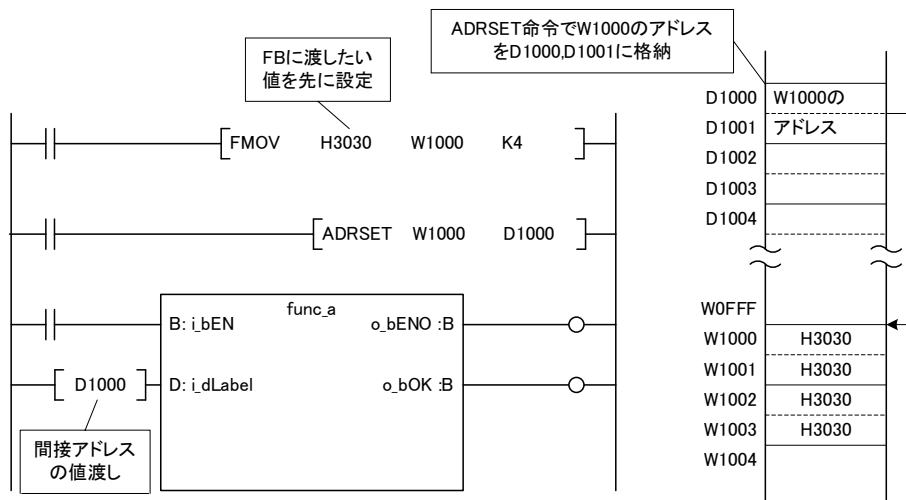 ADRSET命令でW1000のアドレス
をD1000,D1001に格納
FBに渡したい
値を先に設定
FMOV H3030 W1000 K4
ADRSET W1000 D1000
func_a
B: i_bEN o_bENO :B
D1000 D: i_dLabel o_bOK :B
間接アドレス
の値渡し
D1000 W1000の
D1001 アドレス
D1002
D1003
D1004
W0FFF
W1000 H3030
W1001 H3030
W1002 H3030
W1003 H3030
W1004